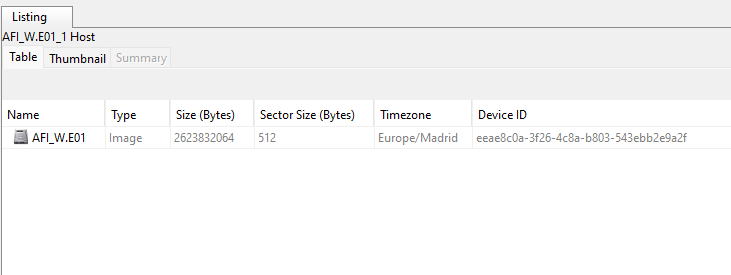 Listing
AFI_W.E01_1 Host
Table Thumbnail Summary
Name Type Size (Bytes) Sector Size (Bytes) Timezone Device ID
AFI_W.E01 Image 2623832064 512 Europe/Madrid eeae8c0a-3f26-4c8a-b803-543ebb2e9a2f